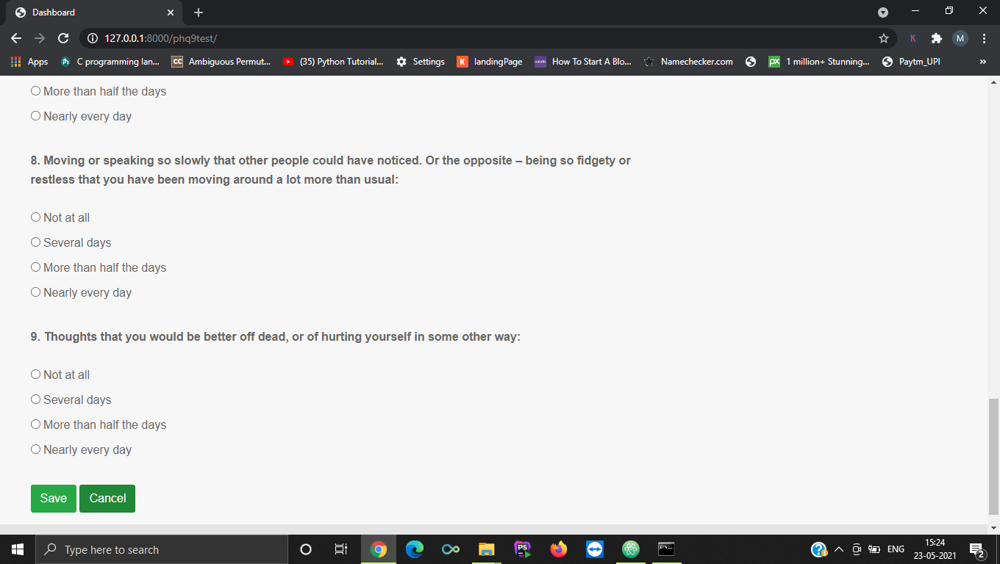 Dashboard
127.0.0.1:8000/phq9test/
K
M
Apps
C programming lan...
CC
Ambiguous Permut...
(35) Python Tutorial...
Settings
K
landingPage
How To Start A Blo...
Namechecker.com
px
1 million+ Stunning...
Paytm_UPI
»
More than half the days
Nearly every day
8. Moving or speaking so slowly that other people could have noticed. Or the opposite – being so fidgety or
restless that you have been moving around a lot more than usual:
Not at all
Several days
More than half the days
Nearly every day
9. Thoughts that you would be better off dead, or of hurting yourself in some other way:
Not at all
Several days
More than half the days
Nearly every day
Save
Cancel
Type here to search
PS
ENG
15:24
23-05-2021
2